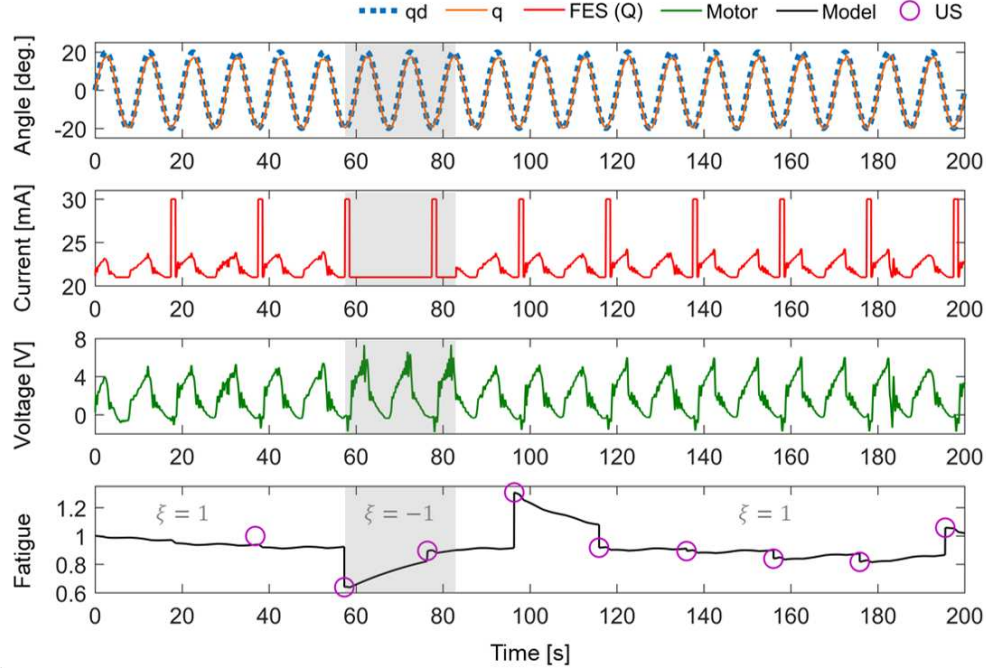 qd q FES (Q) Motor Model US
Angle [deg.]
20
0
-20
0 20 40 60 80 100 120 140 160 180 200
Current [mA]
30
25
20
0 20 40 60 80 100 120 140 160 180 200
Voltage [V]
8
4
0
0 20 40 60 80 100 120 140 160 180 200
Fatigue
1.2
1
0.8
0.6
ξ = 1 ξ = −1 ξ = 1
0 20 40 60 80 100 120 140 160 180 200
Time [s]